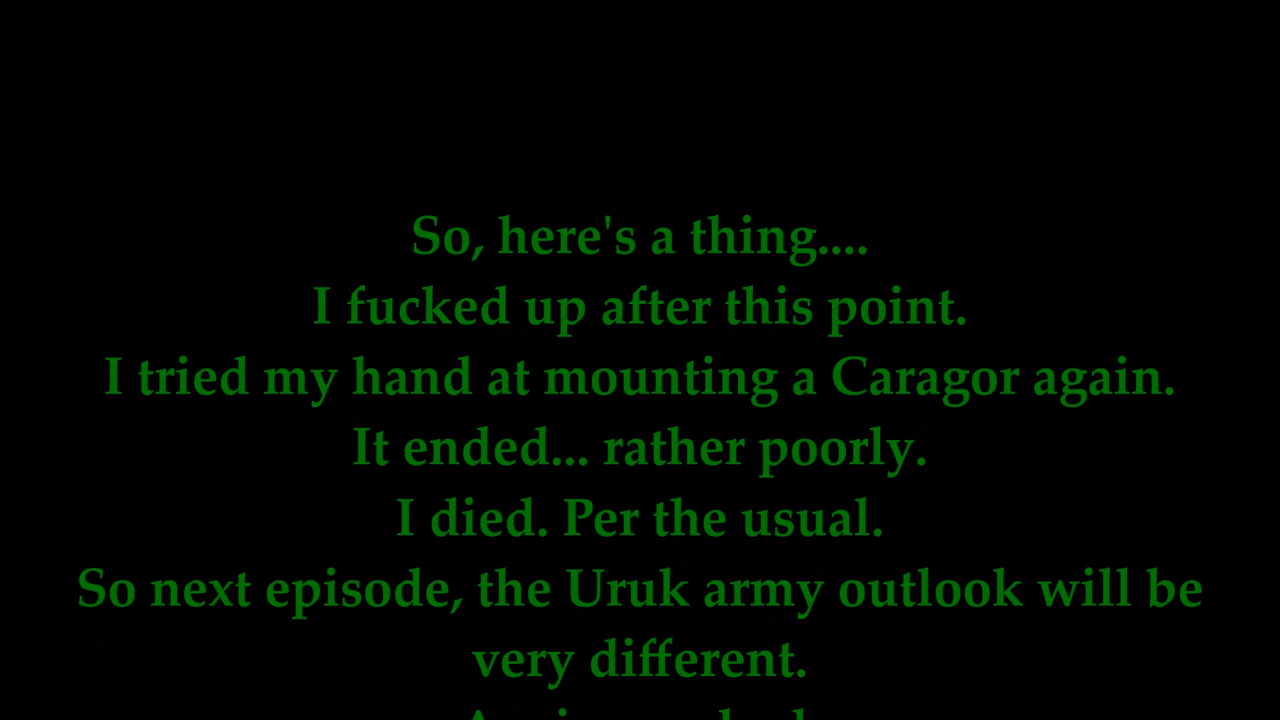 So, here's a thing....
I fucked up after this point.
I tried my hand at mounting a Caragor again.
It ended... rather poorly.
I died. Per the usual.
So next episode, the Uruk army outlook will be
very different.